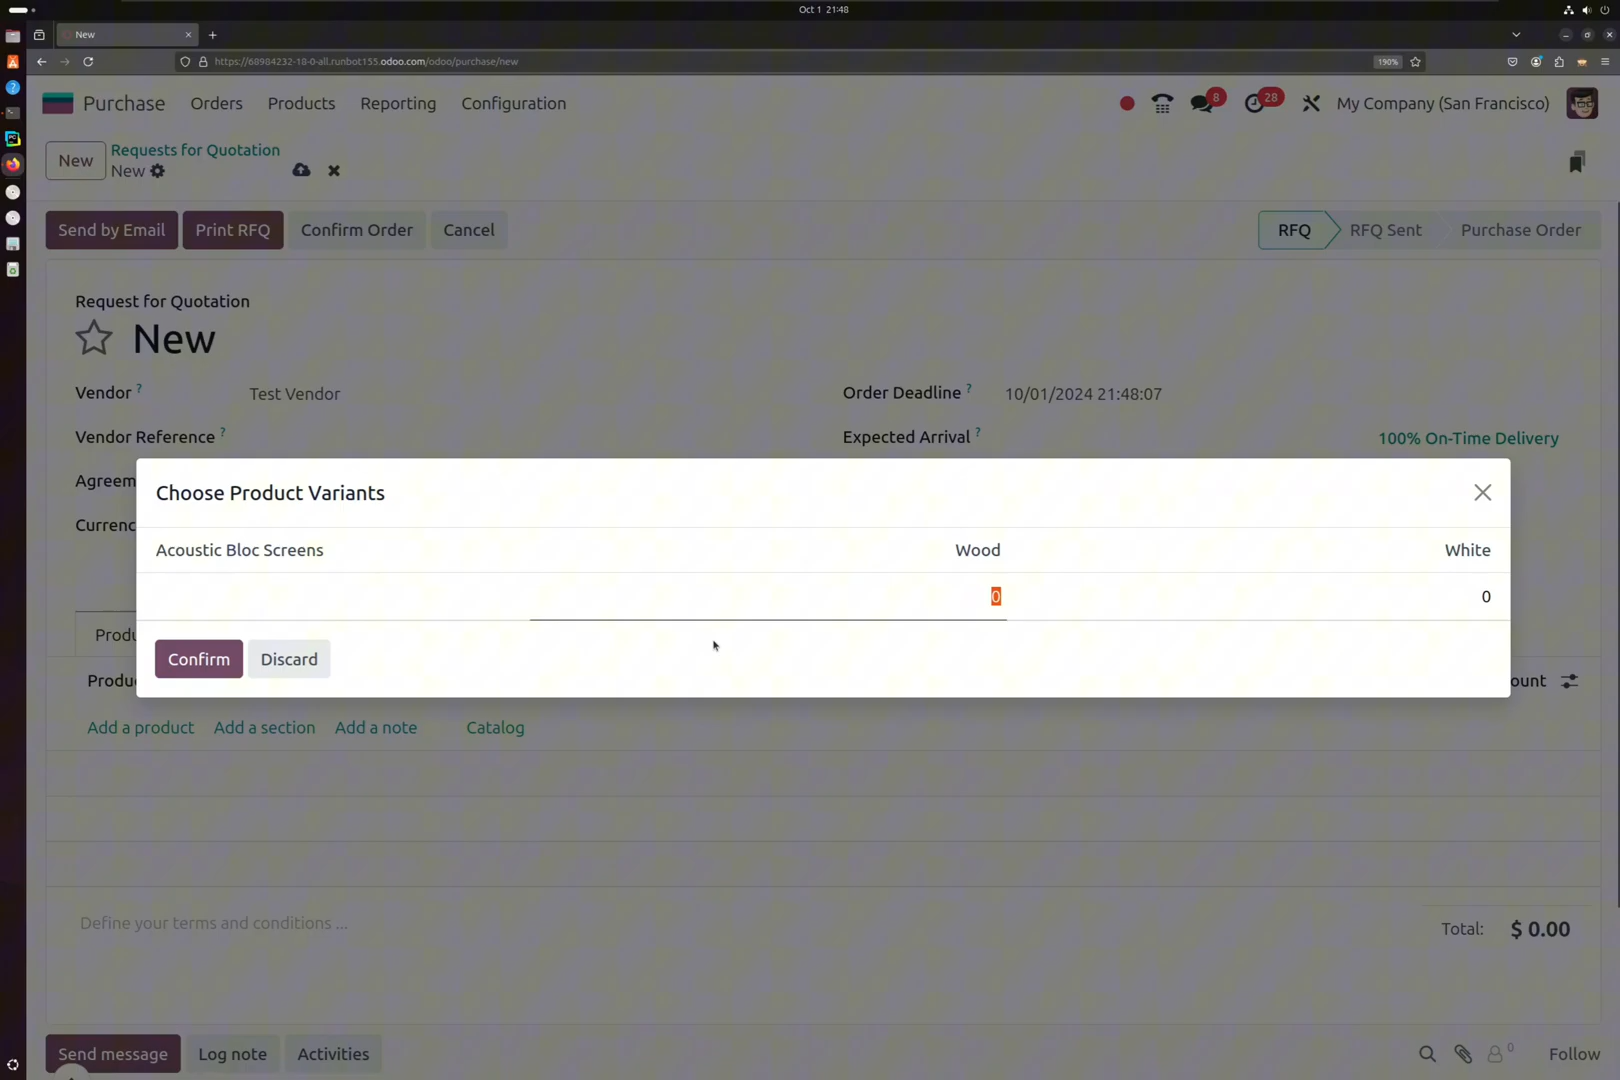 Oct 1 21:48
New
https://68984232-18-0-all.runbot155.odoo.com/odoo/purchase/new
190%
Purchase Orders Products Reporting Configuration
8 28 My Company (San Francisco)
New Requests for Quotation
New
Send by Email Print RFQ Confirm Order Cancel RFQ RFQ Sent Purchase Order
Request for Quotation
New
Vendor ? Test Vendor Order Deadline ? 10/01/2024 21:48:07
Vendor Reference ? Expected Arrival ? 100% On-Time Delivery
Agreem
Currenc
Choose Product Variants
Acoustic Bloc Screens Wood White
0 0
Confirm Discard
Produ
Produ ount
Add a product Add a section Add a note Catalog
Define your terms and conditions ...
Total: $ 0.00
Send message Log note Activities 0 Follow